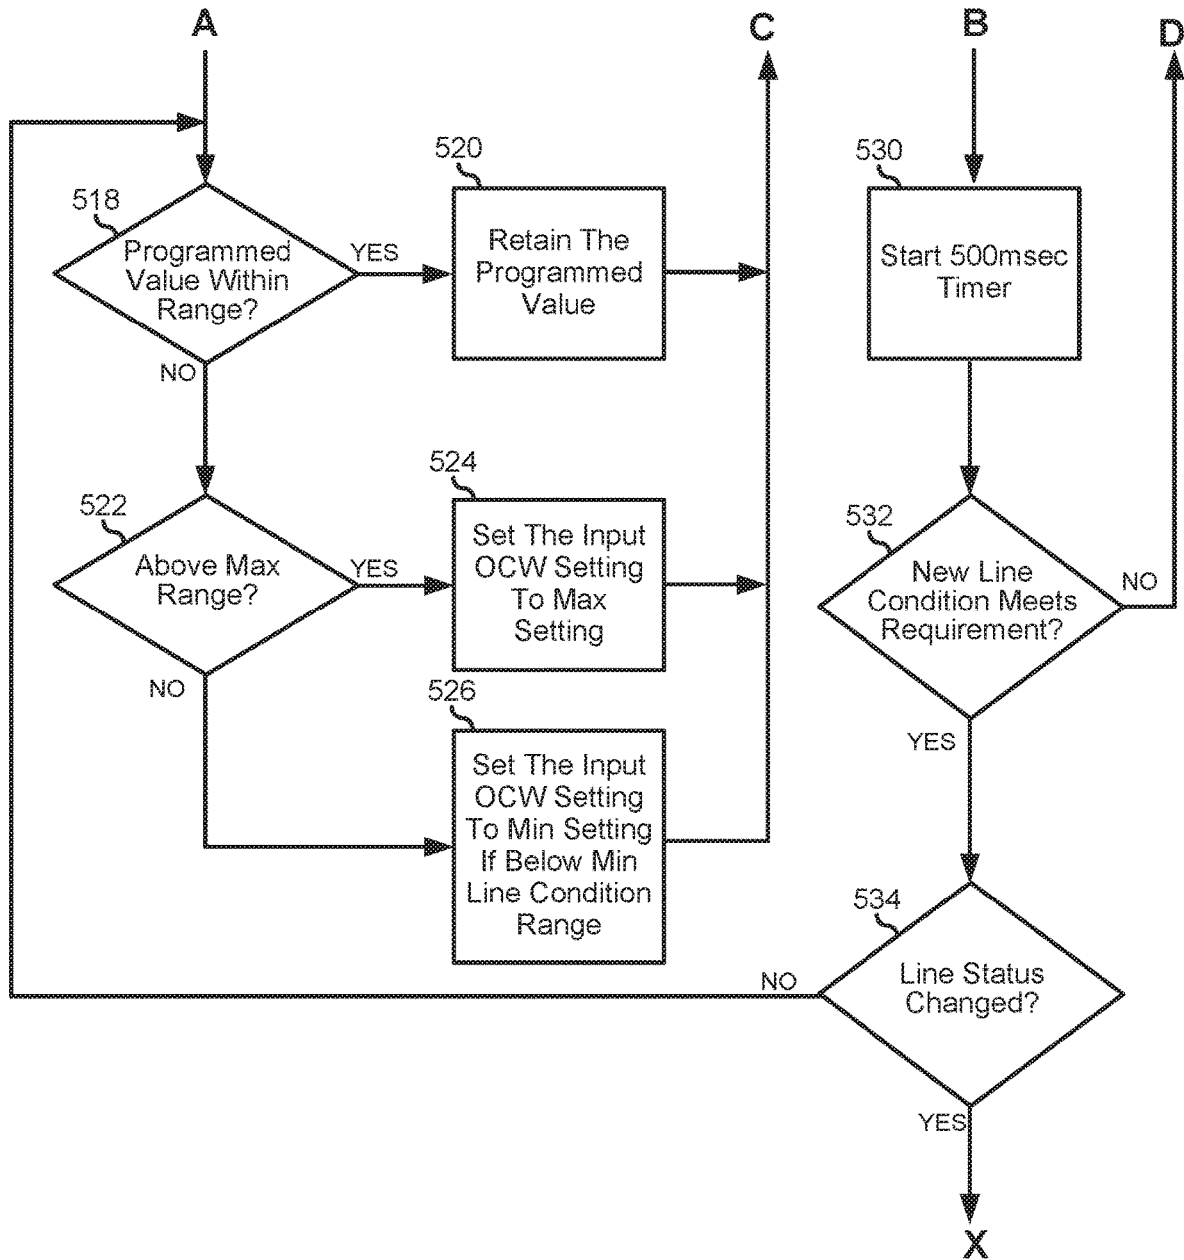 A
C
B
D
518
Programmed
Value Within
Range?
YES
NO
520
Retain The
Programmed
Value
530
Start 500msec
Timer
522
Above Max
Range?
YES
NO
524
Set The Input
OCW Setting
To Max
Setting
532
New Line
Condition Meets
Requirement?
NO
YES
526
Set The Input
OCW Setting
To Min Setting
If Below Min
Line Condition
Range
534
Line Status
Changed?
NO
YES
X